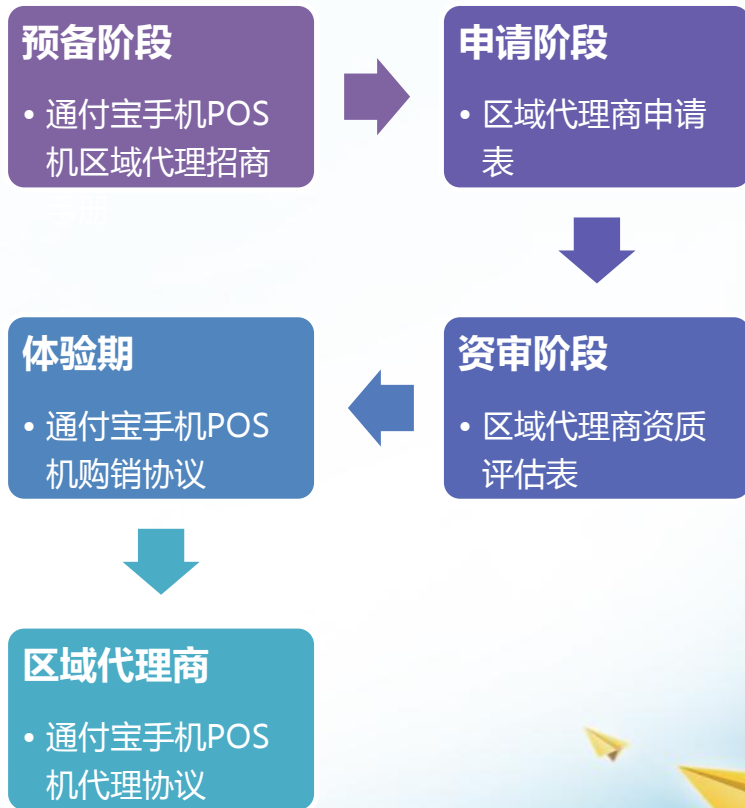 预备阶段
• 通付宝手机POS
机区域代理招商
手册
申请阶段
• 区域代理商申请
表
资审阶段
• 区域代理商资质
评估表
体验期
• 通付宝手机POS
机购销协议
区域代理商
• 通付宝手机POS
机代理协议